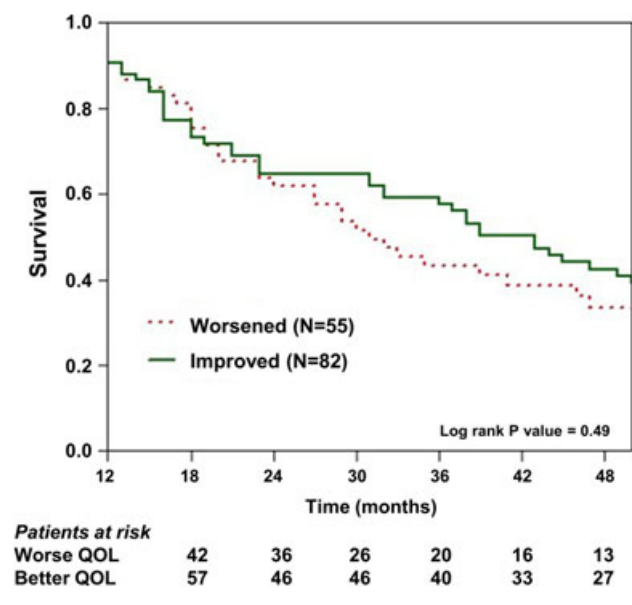 1.0
0.8
0.6
0.4
0.2
0.0
Survival
Worsened (N=55)
Improved (N=82)
Log rank P value = 0.49
12 18 24 30 36 42 48
Time (months)
Patients at risk
Worse QOL 42 36 26 20 16 13
Better QOL 57 46 46 40 33 27